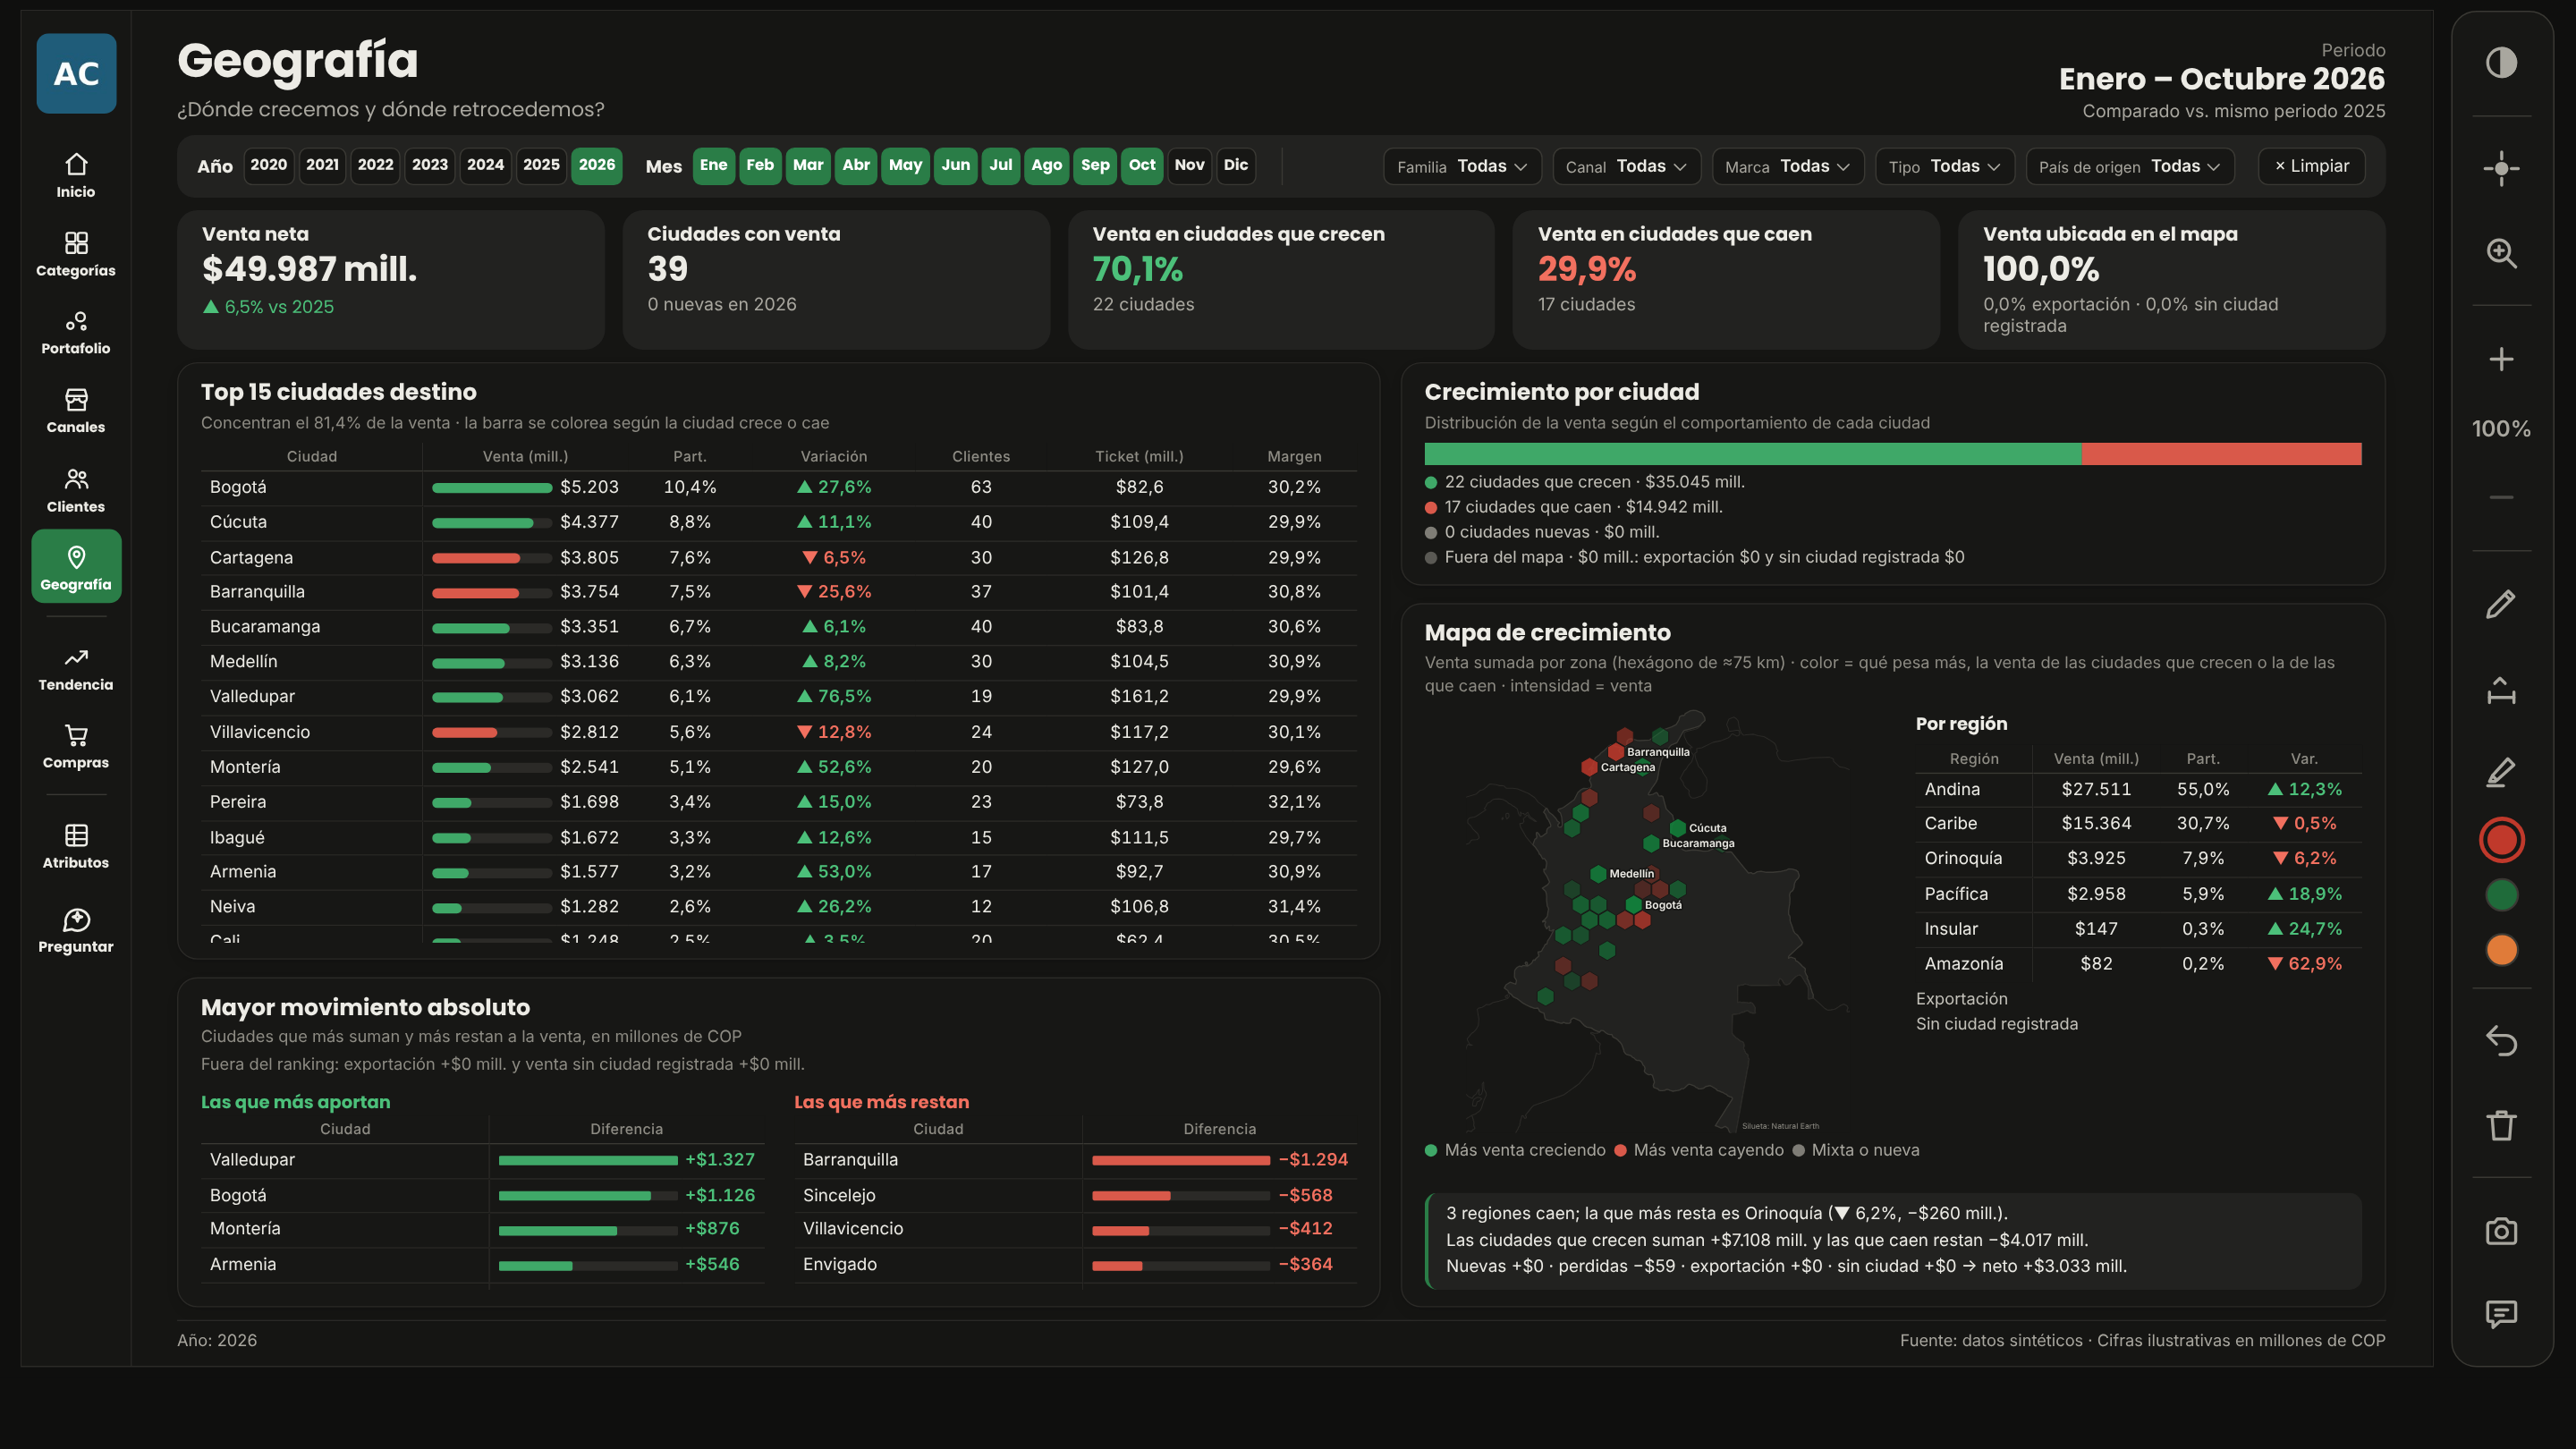 AC
Inicio
Categorías
Portafolio
Canales
Clientes
Geografía
Tendencia
Compras
Atributos
Preguntar
Geografía
¿Dónde crecemos y dónde retrocedemos?
Periodo
Enero – Octubre 2026
Comparado vs. mismo periodo 2025
Año 2020 2021 2022 2023 2024 2025 2026 Mes Ene Feb Mar Abr May Jun Jul Ago Sep Oct Nov Dic Familia Todas Canal Todas Marca Todas Tipo Todas País de origen Todas × Limpiar
Venta neta
$49.987 mill.
▲ 6,5% vs 2025
Ciudades con venta
39
0 nuevas en 2026
Venta en ciudades que crecen
70,1%
22 ciudades
Venta en ciudades que caen
29,9%
17 ciudades
Venta ubicada en el mapa
100,0%
0,0% exportación · 0,0% sin ciudad
registrada
Top 15 ciudades destino
Concentran el 81,4% de la venta · la barra se colorea según la ciudad crece o cae
Ciudad Venta (mill.) Part. Variación Clientes Ticket (mill.) Margen
Bogotá $5.203 10,4% ▲ 27,6% 63 $82,6 30,2%
Cúcuta $4.377 8,8% ▲ 11,1% 40 $109,4 29,9%
Cartagena $3.805 7,6% ▼ 6,5% 30 $126,8 29,9%
Barranquilla $3.754 7,5% ▼ 25,6% 37 $101,4 30,8%
Bucaramanga $3.351 6,7% ▲ 6,1% 40 $83,8 30,6%
Medellín $3.136 6,3% ▲ 8,2% 30 $104,5 30,9%
Valledupar $3.062 6,1% ▲ 76,5% 19 $161,2 29,9%
Villavicencio $2.812 5,6% ▼ 12,8% 24 $117,2 30,1%
Montería $2.541 5,1% ▲ 52,6% 20 $127,0 29,6%
Pereira $1.698 3,4% ▲ 15,0% 23 $73,8 32,1%
Ibagué $1.672 3,3% ▲ 12,6% 15 $111,5 29,7%
Armenia $1.577 3,2% ▲ 53,0% 17 $92,7 30,9%
Neiva $1.282 2,6% ▲ 26,2% 12 $106,8 31,4%
Cali $1.248 2,5% ▲ 3,5% 20 $62,4 30,5%
Mayor movimiento absoluto
Ciudades que más suman y más restan a la venta, en millones de COP
Fuera del ranking: exportación +$0 mill. y venta sin ciudad registrada +$0 mill.
Las que más aportan
Ciudad Diferencia
Valledupar +$1.327
Bogotá +$1.126
Montería +$876
Armenia +$546
Las que más restan
Ciudad Diferencia
Barranquilla −$1.294
Sincelejo −$568
Villavicencio −$412
Envigado −$364
Crecimiento por ciudad
Distribución de la venta según el comportamiento de cada ciudad
22 ciudades que crecen · $35.045 mill.
17 ciudades que caen · $14.942 mill.
0 ciudades nuevas · $0 mill.
Fuera del mapa · $0 mill.: exportación $0 y sin ciudad registrada $0
Mapa de crecimiento
Venta sumada por zona (hexágono de ≈75 km) · color = qué pesa más, la venta de las ciudades que crecen o la de las
que caen · intensidad = venta
Barranquilla
Cartagena
Cúcuta
Bucaramanga
Medellín
Bogotá
Silueta: Natural Earth
Por región
Región Venta (mill.) Part. Var.
Andina $27.511 55,0% ▲ 12,3%
Caribe $15.364 30,7% ▼ 0,5%
Orinoquía $3.925 7,9% ▼ 6,2%
Pacífica $2.958 5,9% ▲ 18,9%
Insular $147 0,3% ▲ 24,7%
Amazonía $82 0,2% ▼ 62,9%
Exportación
Sin ciudad registrada
Más venta creciendo Más venta cayendo Mixta o nueva
3 regiones caen; la que más resta es Orinoquía (▼ 6,2%, −$260 mill.).
Las ciudades que crecen suman +$7.108 mill. y las que caen restan −$4.017 mill.
Nuevas +$0 · perdidas −$59 · exportación +$0 · sin ciudad +$0 → neto +$3.033 mill.
Año: 2026
Fuente: datos sintéticos · Cifras ilustrativas en millones de COP
100%